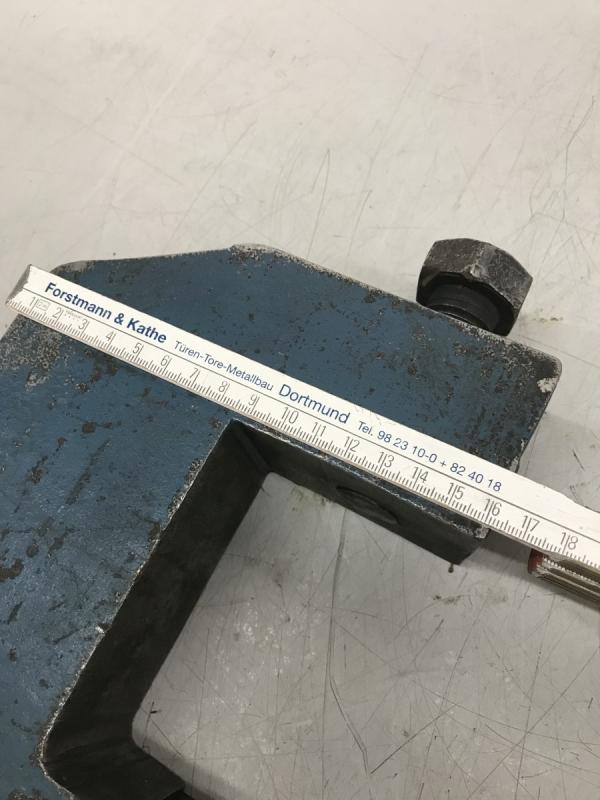 Forstmann & Kathe Türen-Tore-Metallbau Dortmund Tel. 98 23 10-0 + 82 40 18
1 2 3 4 5 6 7 8 9 10 11 12 13 14 15 16 17 18